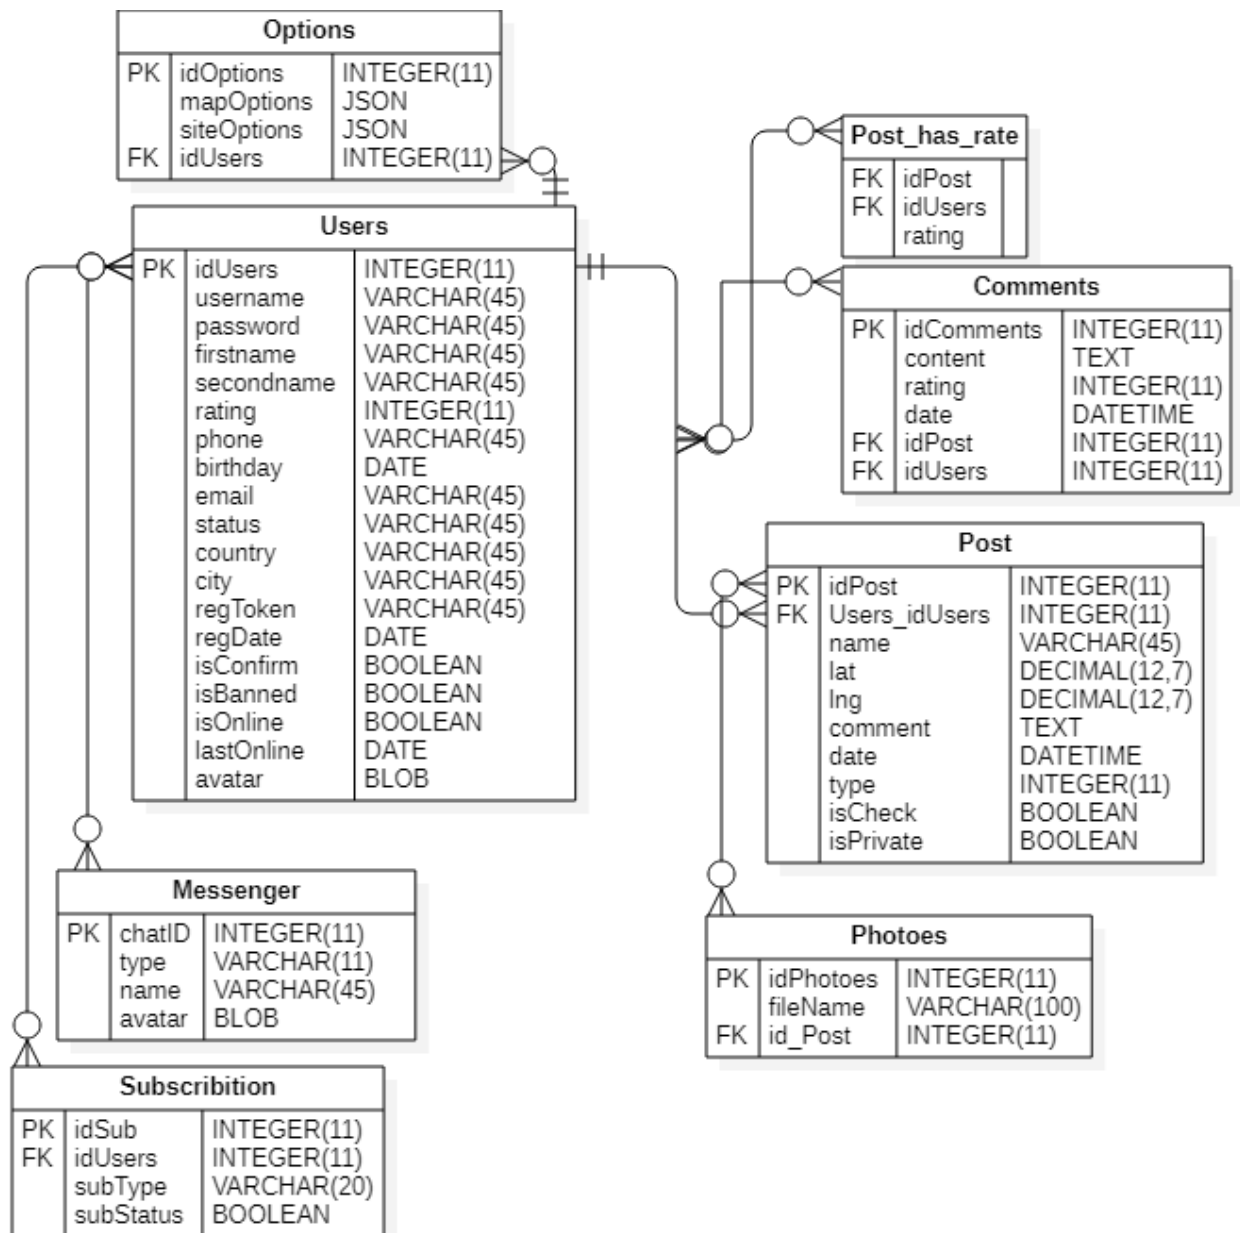 Options
PK idOptions INTEGER(11)
mapOptions JSON
siteOptions JSON
FK idUsers INTEGER(11)
Post_has_rate
FK idPost
FK idUsers
rating
Users
PK idUsers INTEGER(11)
username VARCHAR(45)
password VARCHAR(45)
firstname VARCHAR(45)
secondname VARCHAR(45)
rating INTEGER(11)
phone VARCHAR(45)
birthday DATE
email VARCHAR(45)
status VARCHAR(45)
country VARCHAR(45)
city VARCHAR(45)
regToken VARCHAR(45)
regDate DATE
isConfirm BOOLEAN
isBanned BOOLEAN
isOnline BOOLEAN
lastOnline DATE
avatar BLOB
Comments
PK idComments INTEGER(11)
content TEXT
rating INTEGER(11)
date DATETIME
FK idPost INTEGER(11)
FK idUsers INTEGER(11)
Post
PK idPost INTEGER(11)
FK Users_idUsers INTEGER(11)
name VARCHAR(45)
lat DECIMAL(12,7)
lng DECIMAL(12,7)
comment TEXT
date DATETIME
type INTEGER(11)
isCheck BOOLEAN
isPrivate BOOLEAN
Messenger
PK chatID INTEGER(11)
type VARCHAR(11)
name VARCHAR(45)
avatar BLOB
Photoes
PK idPhotoes INTEGER(11)
fileName VARCHAR(100)
FK id_Post INTEGER(11)
Subscribition
PK idSub INTEGER(11)
FK idUsers INTEGER(11)
subType VARCHAR(20)
subStatus BOOLEAN